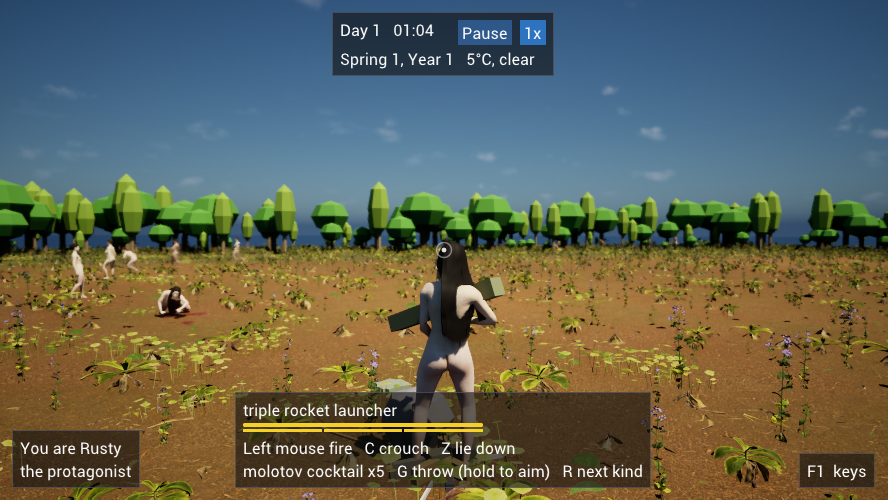 Day 1 01:04 Pause 1x
Spring 1, Year 1 5°C, clear
triple rocket launcher
Left mouse fire C crouch Z lie down
molotov cocktail x5 G throw (hold to aim) R next kind
You are Rusty
the protagonist
F1 keys